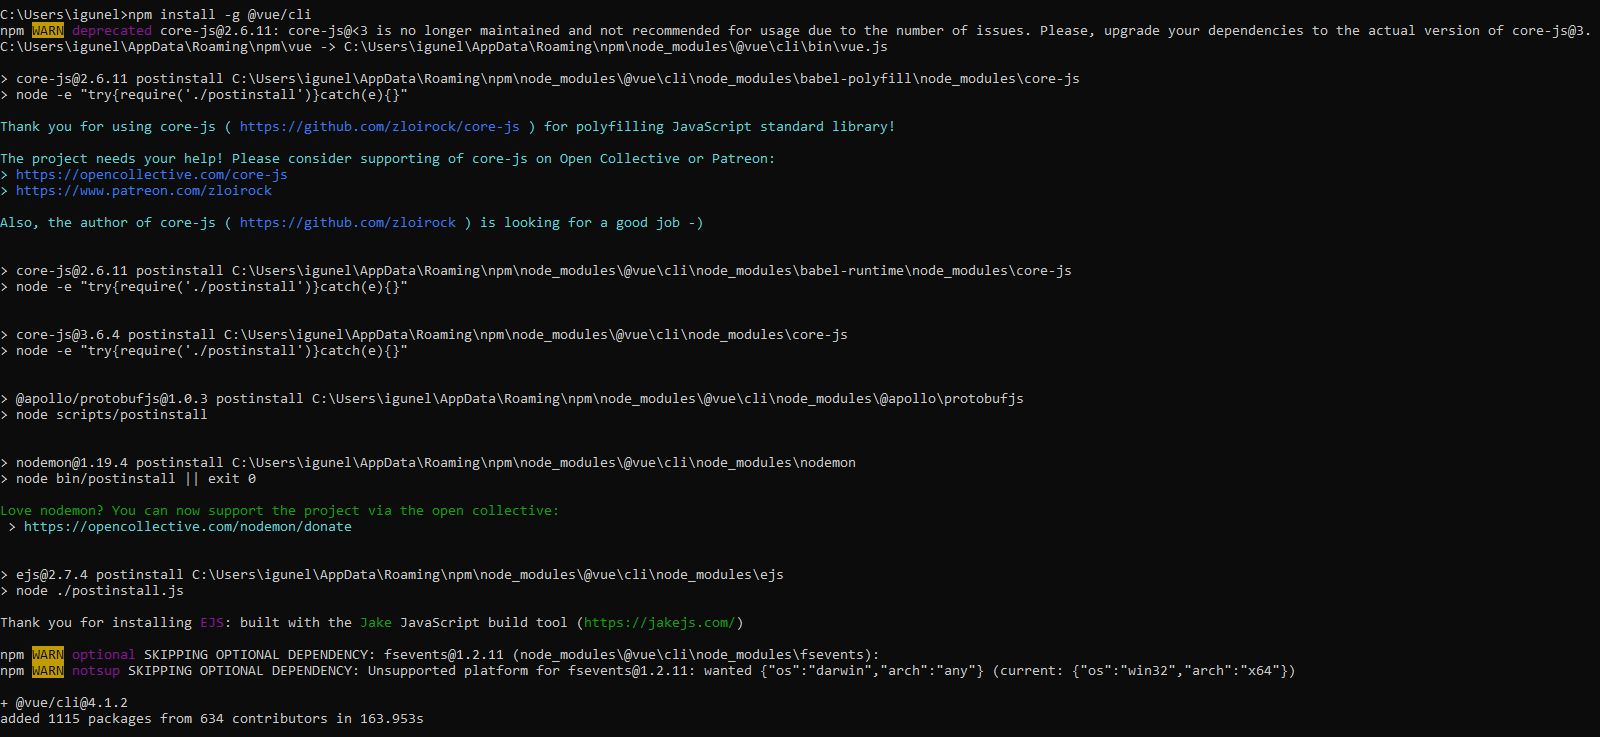 C:\Users\igunel>npm install -g @vue/cli
npm WARN deprecated core-js@2.6.11: core-js@<3 is no longer maintained and not recommended for usage due to the number of issues. Please, upgrade your dependencies to the actual version of core-js@3.
C:\Users\igunel\AppData\Roaming\npm\vue -> C:\Users\igunel\AppData\Roaming\npm\node_modules\@vue\cli\bin\vue.js
> core-js@2.6.11 postinstall C:\Users\igunel\AppData\Roaming\npm\node_modules\@vue\cli\node_modules\babel-polyfill\node_modules\core-js
> node -e "try{require('./postinstall')}catch(e){}"
Thank you for using core-js ( https://github.com/zloirock/core-js ) for polyfilling JavaScript standard library!
The project needs your help! Please consider supporting of core-js on Open Collective or Patreon:
> https://opencollective.com/core-js
> https://www.patreon.com/zloirock
Also, the author of core-js ( https://github.com/zloirock ) is looking for a good job -)
> core-js@2.6.11 postinstall C:\Users\igunel\AppData\Roaming\npm\node_modules\@vue\cli\node_modules\babel-runtime\node_modules\core-js
> node -e "try{require('./postinstall')}catch(e){}"
> core-js@3.6.4 postinstall C:\Users\igunel\AppData\Roaming\npm\node_modules\@vue\cli\node_modules\core-js
> node -e "try{require('./postinstall')}catch(e){}"
> @apollo/protobufjs@1.0.3 postinstall C:\Users\igunel\AppData\Roaming\npm\node_modules\@vue\cli\node_modules\@apollo\protobufjs
> node scripts/postinstall
> nodemon@1.19.4 postinstall C:\Users\igunel\AppData\Roaming\npm\node_modules\@vue\cli\node_modules\nodemon
> node bin/postinstall || exit 0
Love nodemon? You can now support the project via the open collective:
> https://opencollective.com/nodemon/donate
> ejs@2.7.4 postinstall C:\Users\igunel\AppData\Roaming\npm\node_modules\@vue\cli\node_modules\ejs
> node ./postinstall.js
Thank you for installing EJS: built with the Jake JavaScript build tool (https://jakejs.com/)
npm WARN optional SKIPPING OPTIONAL DEPENDENCY: fsevents@1.2.11 (node_modules\@vue\cli\node_modules\fsevents):
npm WARN notsup SKIPPING OPTIONAL DEPENDENCY: Unsupported platform for fsevents@1.2.11: wanted {"os":"darwin","arch":"any"} (current: {"os":"win32","arch":"x64"})
+ @vue/cli@4.1.2
added 1115 packages from 634 contributors in 163.953s